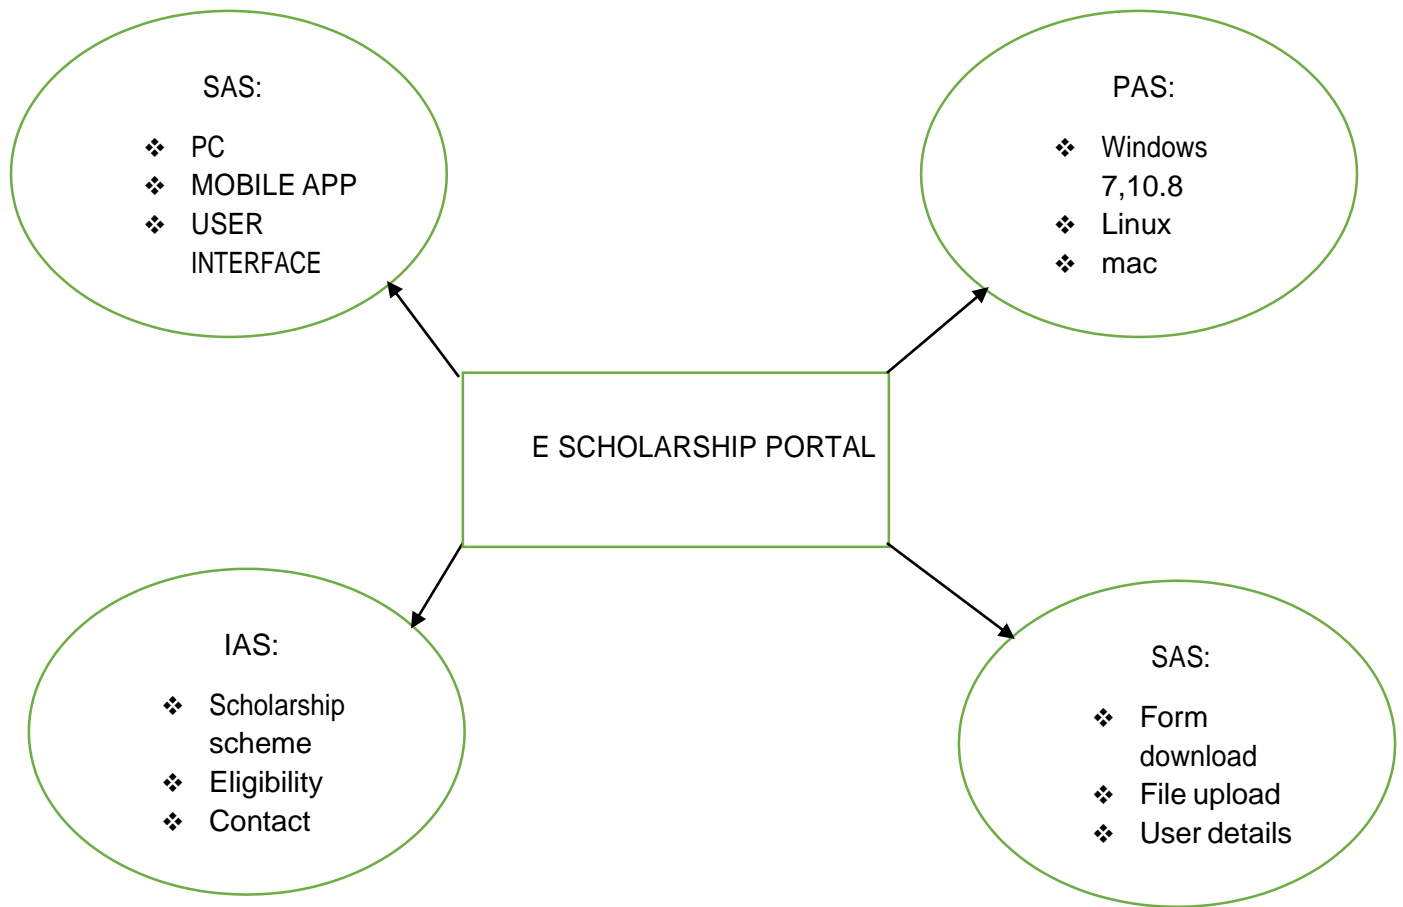 SAS:
❖ PC
❖ MOBILE APP
❖ USER
INTERFACE
PAS:
❖ Windows
7,10.8
❖ Linux
❖ mac
E SCHOLARSHIP PORTAL
IAS:
❖ Scholarship
scheme
❖ Eligibility
❖ Contact
SAS:
❖ Form
download
❖ File upload
❖ User details